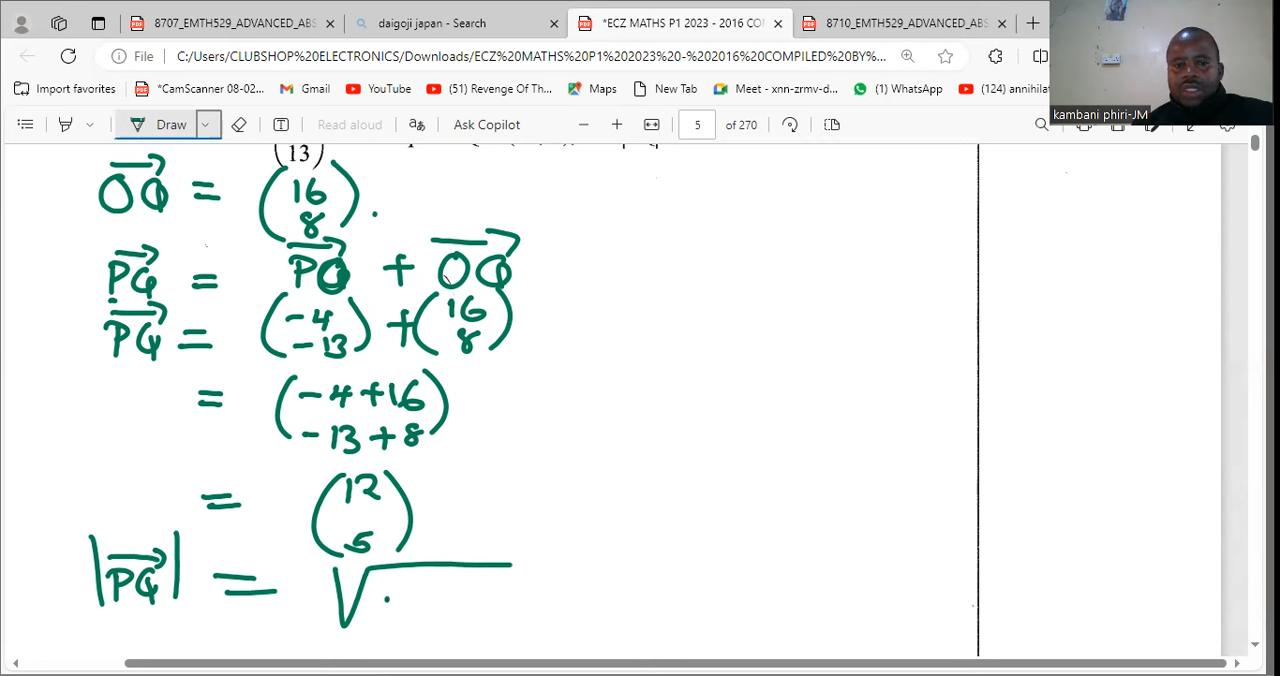 8707_EMTH529_ADVANCED_ABS
daigoji japan - Search
*ECZ MATHS P1 2023 - 2016 CO
8710_EMTH529_ADVANCED_ABS
File
C:/Users/CLUBSHOP%20ELECTRONICS/Downloads/ECZ%20MATHS%20P1%202023%20-%202016%20COMPILED%20BY%...
Import favorites
*CamScanner 08-02...
Gmail
YouTube
(51) Revenge Of Th...
Maps
New Tab
Meet - xnn-zrmv-d...
(1) WhatsApp
(124) annihilat
kambani phiri-JM
Draw
Read aloud
Ask Copilot
5
of 270
(13)
OQ = (16 8).
PQ = PO + OQ
PQ = (-4 -13) + (16 8)
= (-4+16 -13+8)
= (12 5)
|PQ| = √